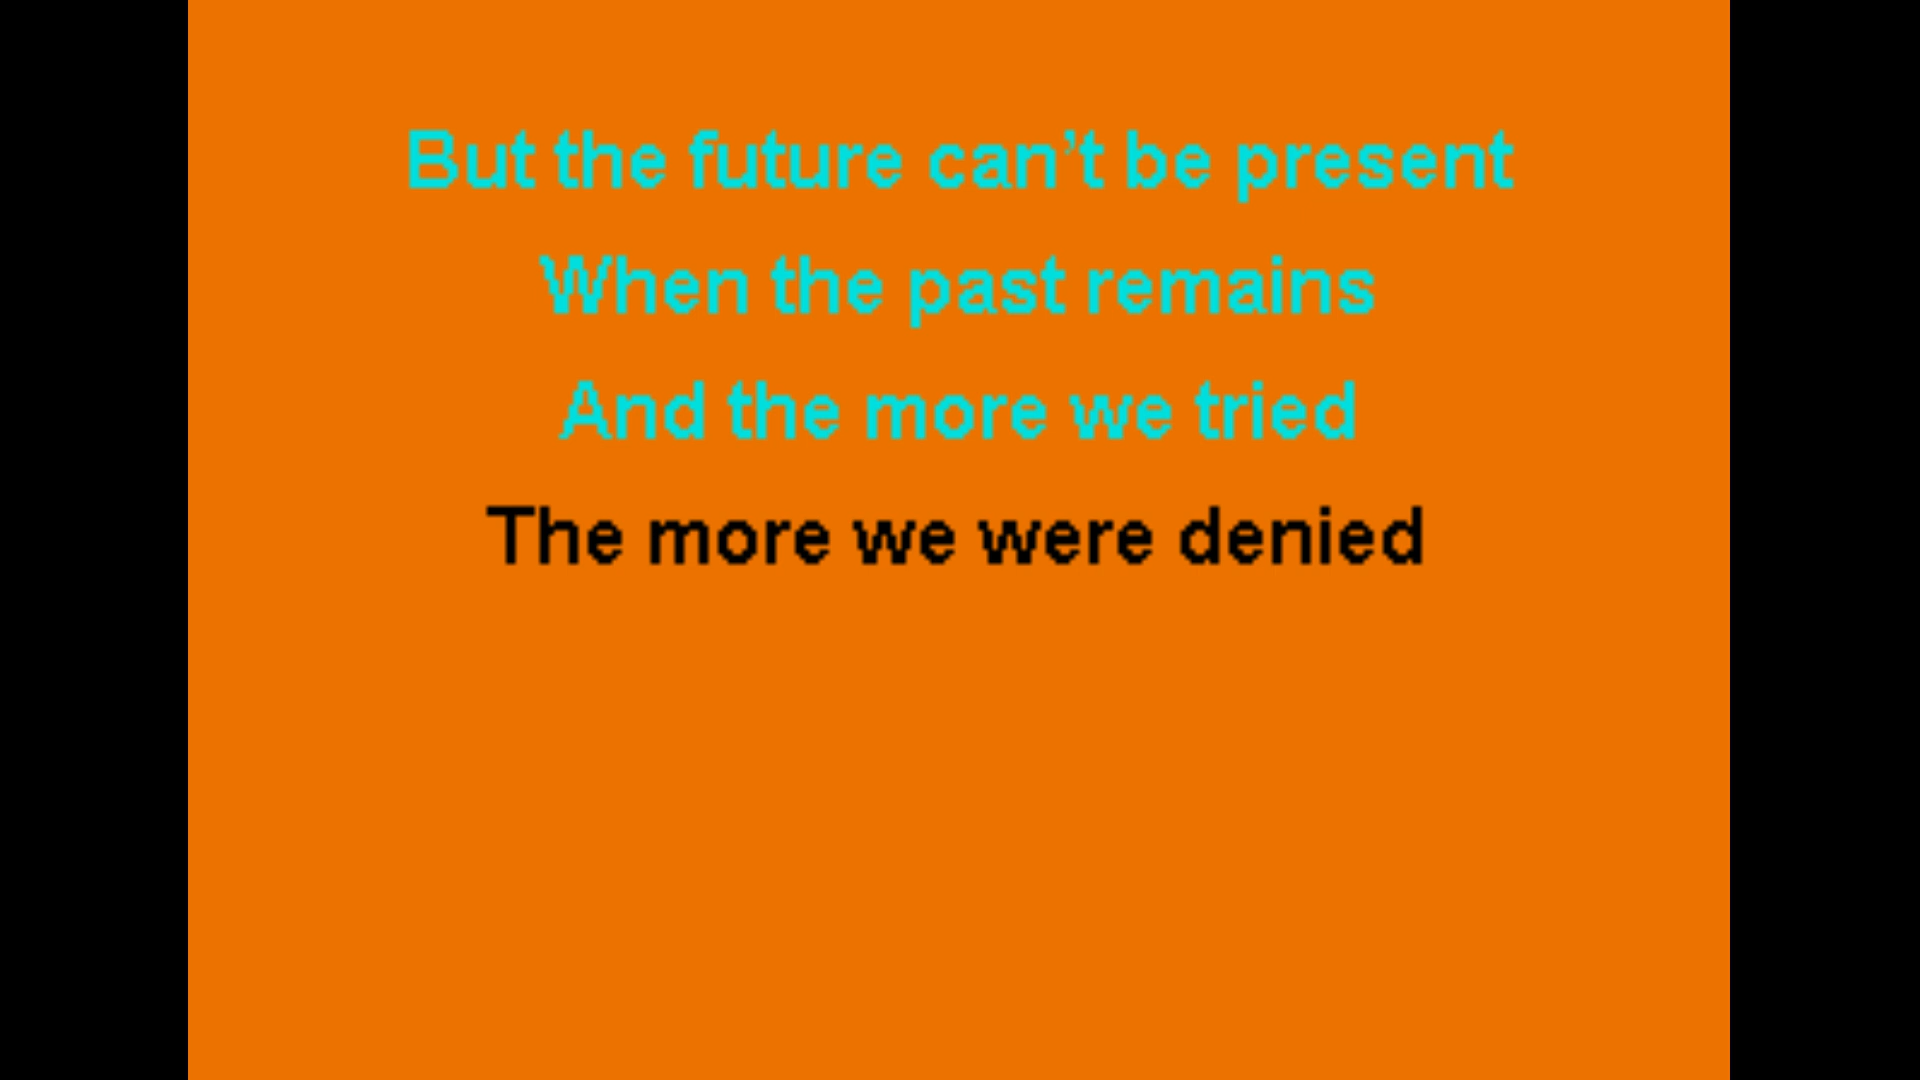 But the future can’t be present
When the past remains
And the more we tried
The more we were denied